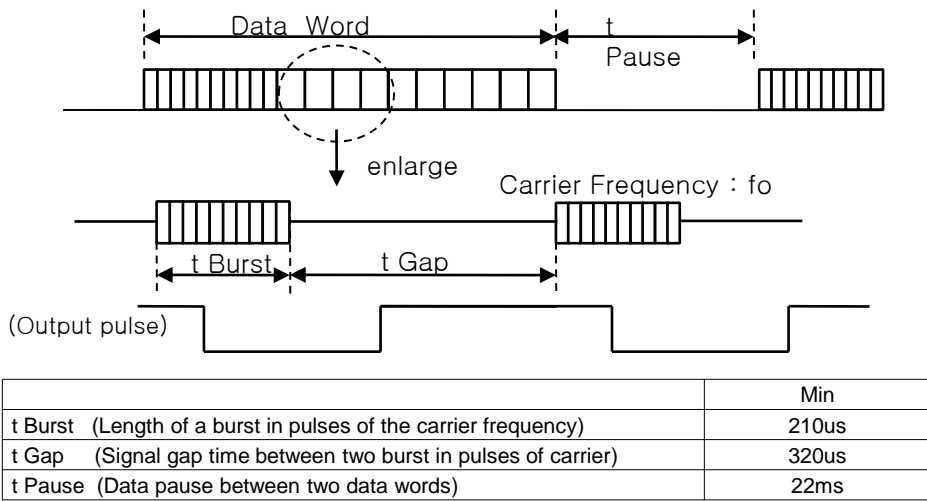 Data Word
t
Pause
enlarge
Carrier Frequency : fo
t Burst
t Gap
(Output pulse)
Min
t Burst (Length of a burst in pulses of the carrier frequency) 210us
t Gap (Signal gap time between two burst in pulses of carrier) 320us
t Pause (Data pause between two data words) 22ms